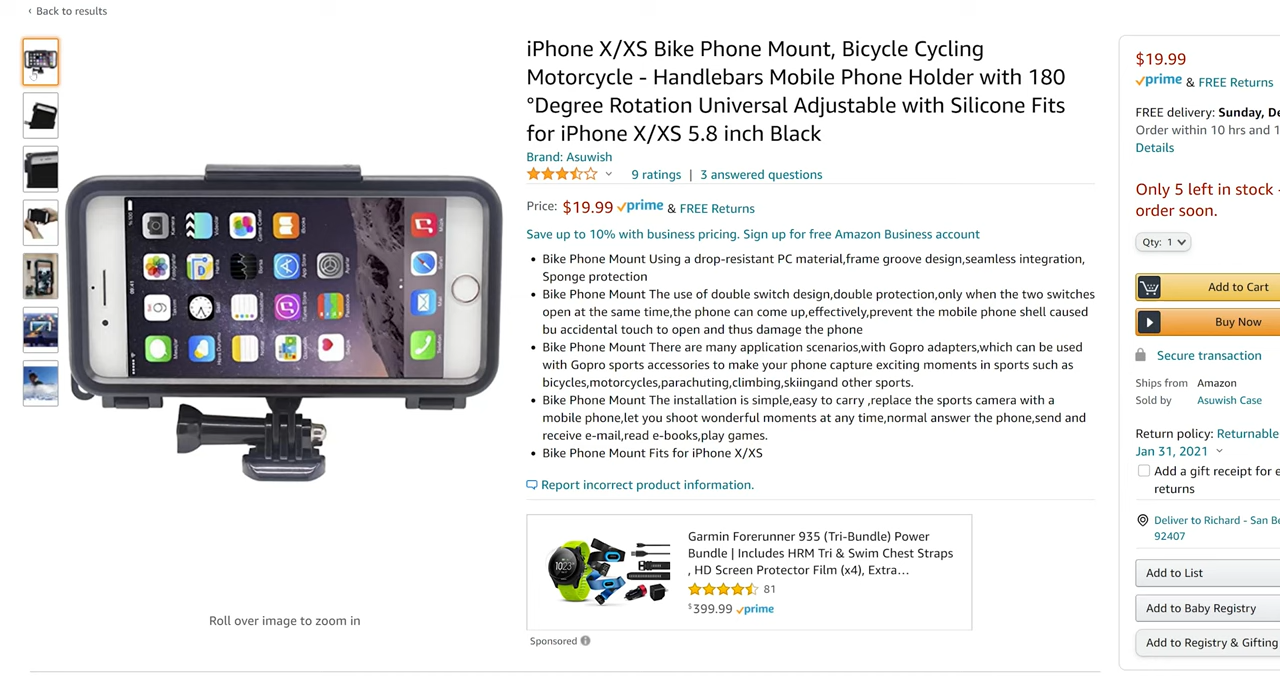 ‹ Back to results
iPhone X/XS Bike Phone Mount, Bicycle Cycling
Motorcycle - Handlebars Mobile Phone Holder with 180
°Degree Rotation Universal Adjustable with Silicone Fits
for iPhone X/XS 5.8 inch Black
Brand: Asuwish
9 ratings | 3 answered questions
Price: $19.99 prime & FREE Returns
Save up to 10% with business pricing. Sign up for free Amazon Business account
• Bike Phone Mount Using a drop-resistant PC material,frame groove design,seamless integration,
Sponge protection
• Bike Phone Mount The use of double switch design,double protection,only when the two switches
open at the same time,the phone can come up,effectively,prevent the mobile phone shell caused
bu accidental touch to open and thus damage the phone
• Bike Phone Mount There are many application scenarios,with Gopro adapters,which can be used
with Gopro sports accessories to make your phone capture exciting moments in sports such as
bicycles,motorcycles,parachuting,climbing,skiingand other sports.
• Bike Phone Mount The installation is simple,easy to carry ,replace the sports camera with a
mobile phone,let you shoot wonderful moments at any time,normal answer the phone,send and
receive e-mail,read e-books,play games.
• Bike Phone Mount Fits for iPhone X/XS
Report incorrect product information.
Garmin Forerunner 935 (Tri-Bundle) Power
Bundle | Includes HRM Tri & Swim Chest Straps
, HD Screen Protector Film (x4), Extra...
81
$399.99 prime
Sponsored
Roll over image to zoom in
$19.99
prime & FREE Returns
FREE delivery: Sunday, De
Order within 10 hrs and 1
Details
Only 5 left in stock -
order soon.
Qty: 1
Add to Cart
Buy Now
Secure transaction
Ships from Amazon
Sold by Asuwish Case
Return policy: Returnable
Jan 31, 2021
Add a gift receipt for e
returns
Deliver to Richard - San Be
92407
Add to List
Add to Baby Registry
Add to Registry & Gifting